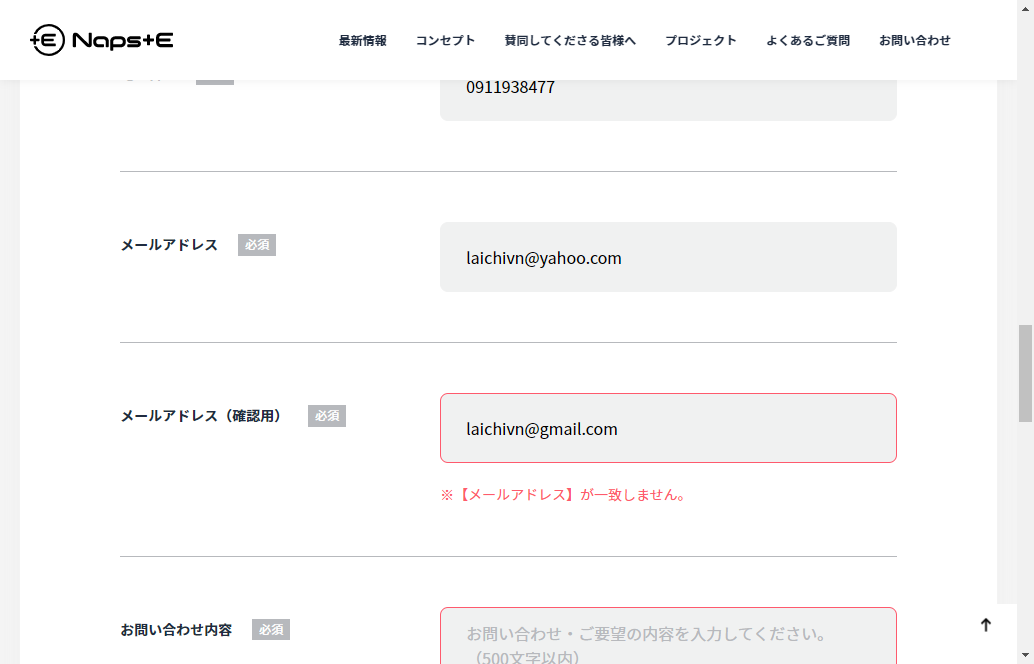 Naps+E
最新情報 コンセプト 賛同してくださる皆様へ プロジェクト よくあるご質問 お問い合わせ
0911938477
メールアドレス 必須
laichivn@yahoo.com
メールアドレス（確認用） 必須
laichivn@gmail.com
※【メールアドレス】が一致しません。
お問い合わせ内容 必須
お問い合わせ・ご要望の内容を入力してください。
（500文字以内）